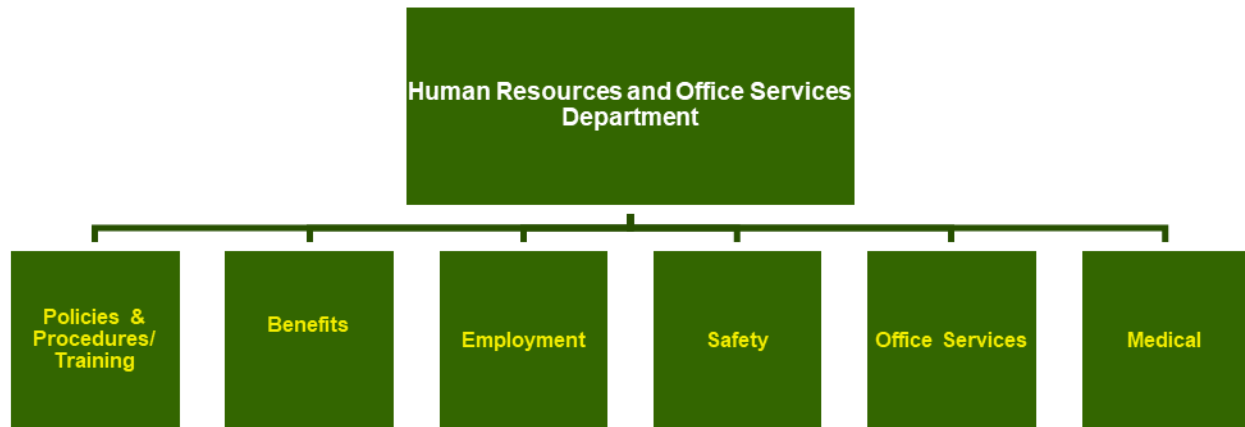 Human Resources and Office Services
Department
Policies &
Procedures/
Training
Benefits
Employment
Safety
Office Services
Medical